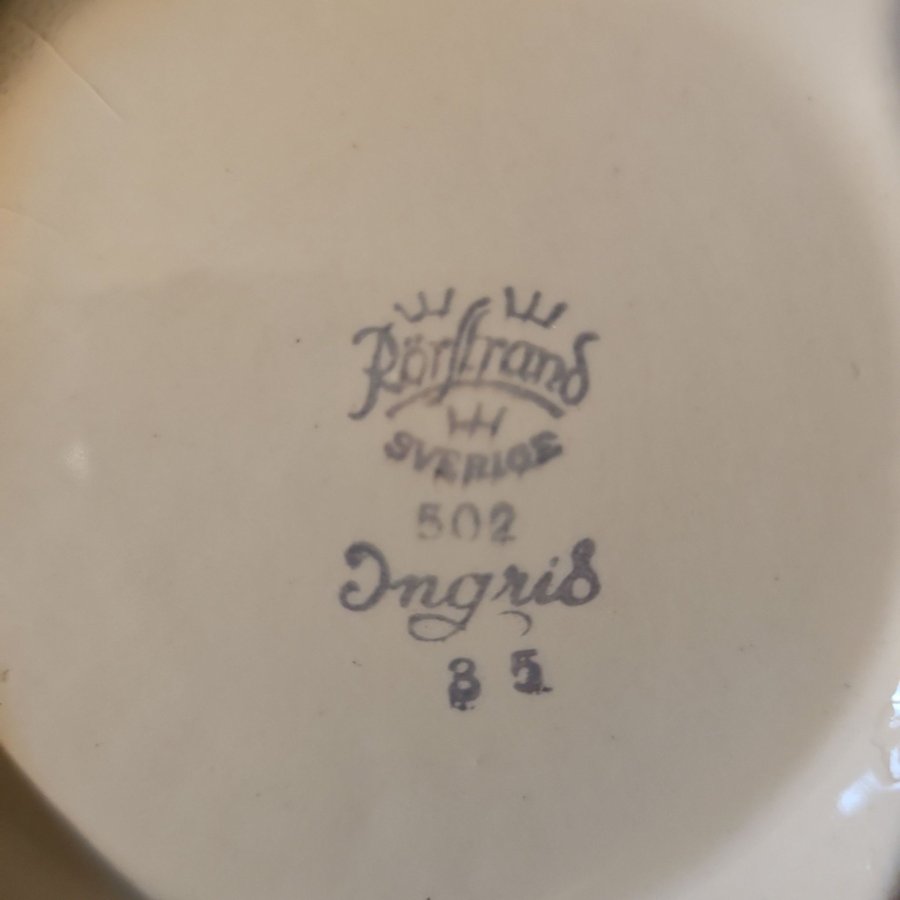 Rörstrand
SVERIGE
502
Ingrid
8 5